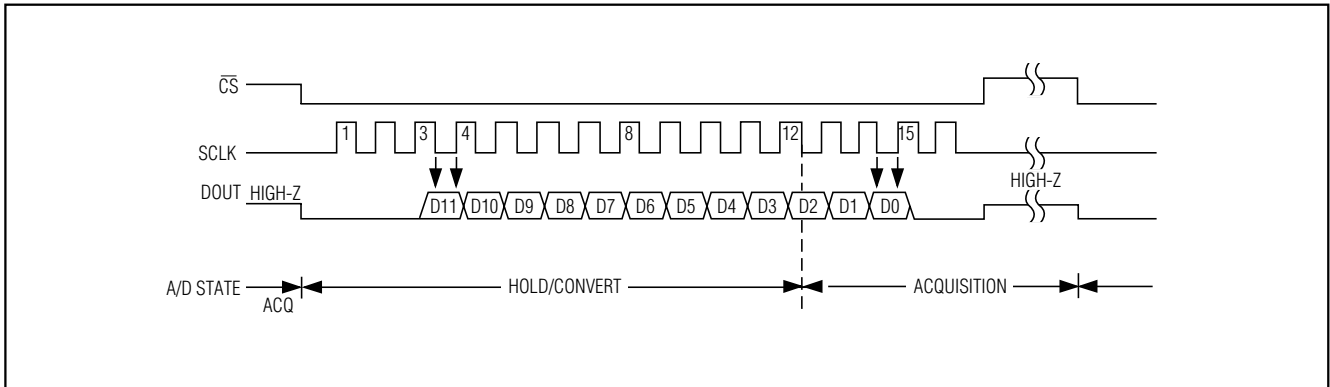 CS
1 3 4 8 12 15
SCLK
DOUT HIGH-Z HIGH-Z
D11 D10 D9 D8 D7 D6 D5 D4 D3 D2 D1 D0
A/D STATE HOLD/CONVERT ACQUISITION
ACQ